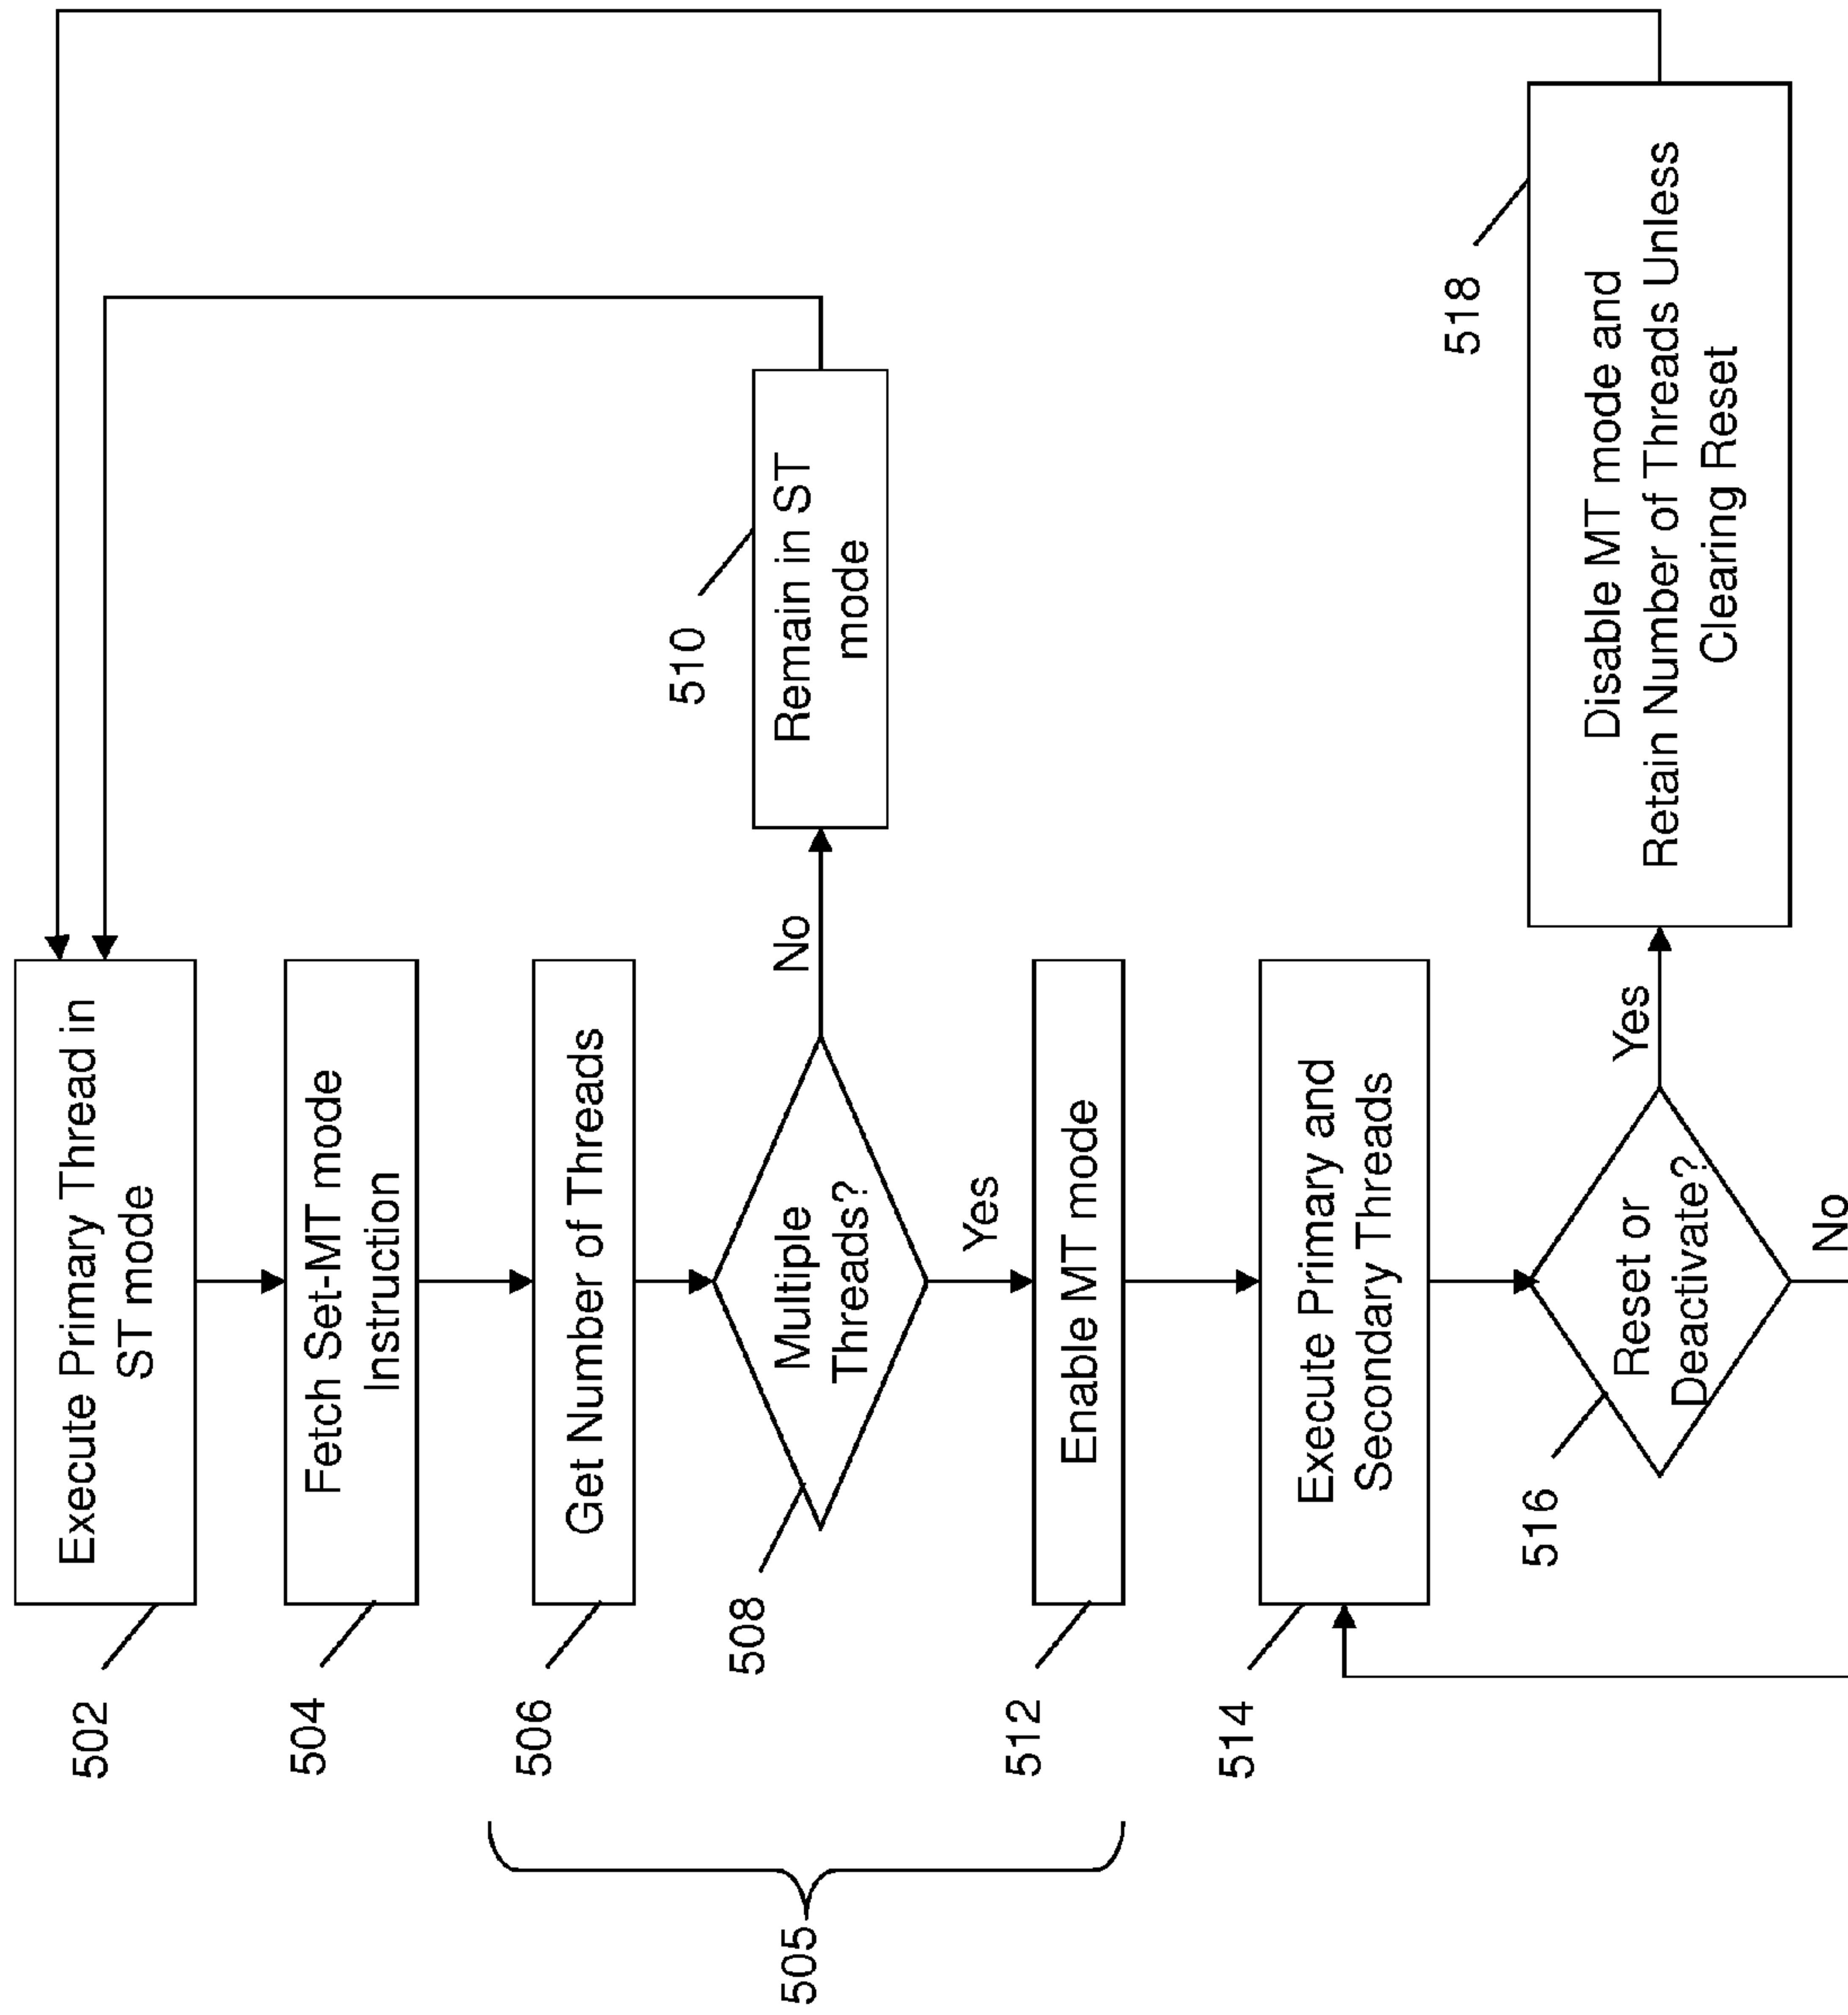 502
Execute Primary Thread in
ST mode
504
Fetch Set-MT mode
Instruction
505
506
Get Number of Threads
508
Multiple
Threads?
No
510
Remain in ST
mode
Yes
512
Enable MT mode
514
Execute Primary and
Secondary Threads
516
Reset or
Deactivate?
Yes
518
Disable MT mode and
Retain Number of Threads Unless
Clearing Reset
No